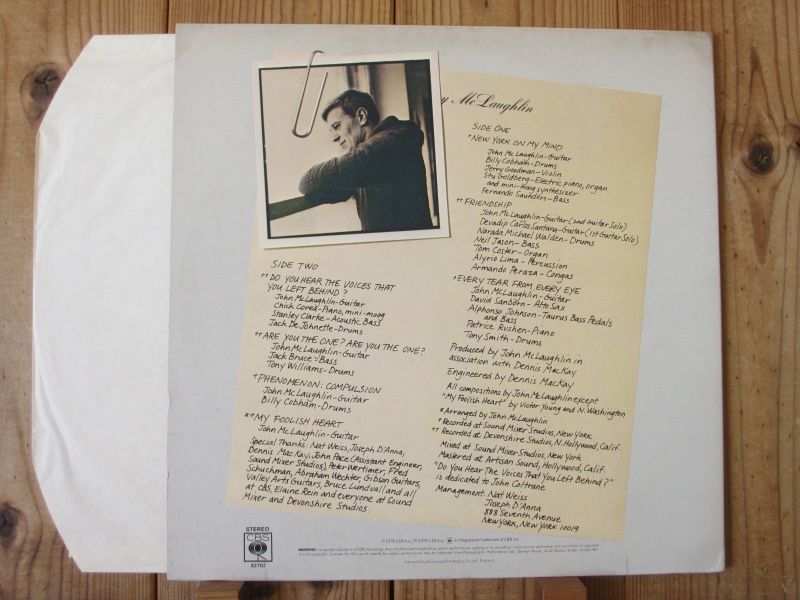 y McLaughlin
SIDE ONE
*NEW YORK ON MY MIND
John McLaughlin-Guitar
Billy Cobham-Drums
Jerry Goodman-Violin
Stu Goldberg-Electric piano, organ
and mini-moog synthesizer
Fernando Saunders-Bass
**FRIENDSHIP
John McLaughlin-Guitar (2nd Guitar Solo)
Devadip Carlos Santana-Guitar (1st Guitar Solo)
Narada Michael Walden-Drums
Neil Jason-Bass
Tom Coster-Organ
Alyrio Lima-Percussion
Armando Peraza-Congas
+EVERY TEAR FROM EVERY EYE
John McLaughlin-Guitar
David Sanborn-Alto Sax
Alphonso Johnson-Taurus Bass Pedals
and Bass
Patrice Rushen-Piano
Tony Smith-Drums
Produced by John McLaughlin in
association with Dennis MacKay
Engineered by Dennis MacKay
All compositions by John McLaughlin except
"My Foolish Heart" by Victor Young and N. Washington
*Arranged by John McLaughlin
+Recorded at Sound Mixer Studios, New York
++ Recorded at Devonshire Studios, N. Hollywood, Calif.
Mixed at Sound Mixer Studios, New York
Mastered at Artisan Sound, Hollywood, Calif.
"Do You Hear The Voices That You Left Behind?"
is dedicated to John Coltrane
Management: Nat Weiss
Joseph D'Anna
888 Seventh Avenue
New York, New York 10019
SIDE TWO
++DO YOU HEAR THE VOICES THAT
YOU LEFT BEHIND?
John McLaughlin-Guitar
Chick Corea-Piano, mini-moog
Stanley Clarke-Acoustic Bass
Jack DeJohnette-Drums
++ARE YOU THE ONE? ARE YOU THE ONE?
John McLaughlin-Guitar
Jack Bruce-Bass
Tony Williams-Drums
+PHENOMENON: COMPULSION
John McLaughlin-Guitar
Billy Cobham-Drums
*+MY FOOLISH HEART
John McLaughlin-Guitar
Special Thanks: Nat Weiss, Joseph D'Anna,
Dennis MacKay, John Pace (Assistant Engineer,
Sound Mixer Studios), Peter Wertimer, Fred
Schuchman, Abraham Wechter, Gibson Guitars,
Valley Arts Guitars, Bruce Lundvall and all
at CBS, Elaine Rein and everyone at Sound
Mixer and Devonshire Studios.
STEREO
CBS
82702
© 1978 CBS Inc. ℗ 1978 CBS Inc.